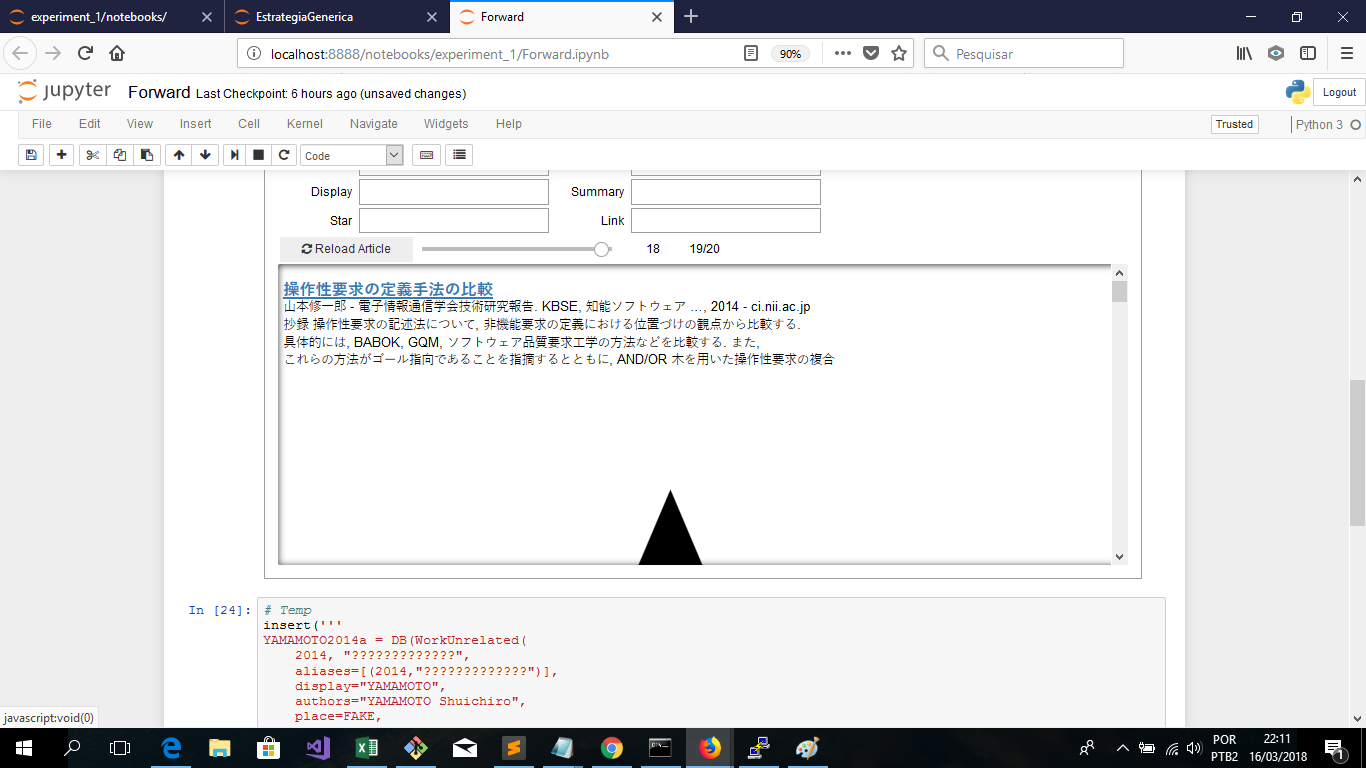 experiment_1/notebooks/
EstrategiaGenerica
Forward
localhost:8888/notebooks/experiment_1/Forward.ipynb
90%
Pesquisar
jupyter Forward Last Checkpoint: 6 hours ago (unsaved changes)
Logout
File Edit View Insert Cell Kernel Navigate Widgets Help
Trusted
Python 3
Code
Display
Summary
Star
Link
Reload Article
18
19/20
操作性要求の定義手法の比較
山本修一郎 - 電子情報通信学会技術研究報告. KBSE, 知能ソフトウェア …, 2014 - ci.nii.ac.jp
抄録 操作性要求の記述法について, 非機能要求の定義における位置づけの観点から比較する.
具体的には, BABOK, GQM, ソフトウェア品質要求工学の方法などを比較する. また,
これらの方法がゴール指向であることを指摘するとともに, AND/OR 木を用いた操作性要求の複合
In [24]:
# Temp
insert('''
YAMAMOTO2014a = DB(WorkUnrelated(
2014, "?????????????",
aliases=[(2014,"?????????????")],
display="YAMAMOTO",
authors="YAMAMOTO Shuichiro",
place=FAKE,
javascript:void(0)
POR
PTB2
22:11
16/03/2018
1